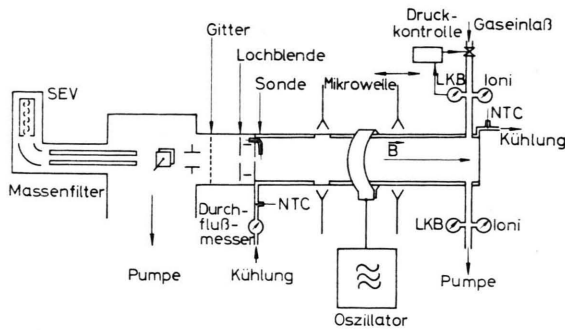 Druck-
kontrolle
Gaseinlaß
Gitter
Lochblende
Sonde
Mikrowelle
LKB
Ioni
NTC
Kühlung
SEV
B
Massenfilter
Durch-
fluß-
messer
NTC
LKB
Ioni
Pumpe
Kühlung
Pumpe
Oszillator